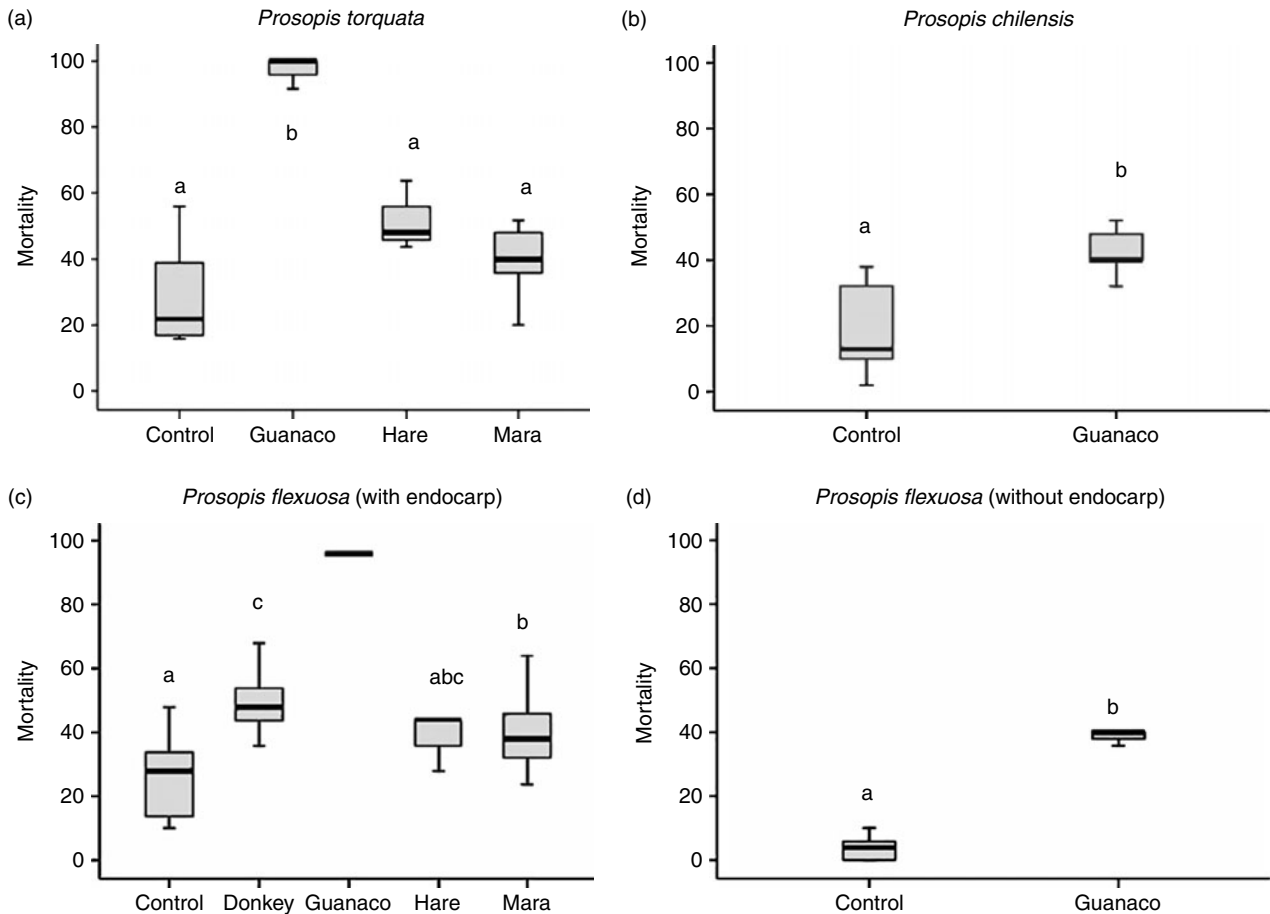 (a) Prosopis torquata
100
80
60
40
20
0
Mortality
a
b
a
a
Control Guanaco Hare Mara
(b) Prosopis chilensis
100
80
60
40
20
0
Mortality
a
b
Control Guanaco
(c) Prosopis flexuosa (with endocarp)
100
80
60
40
20
0
Mortality
a
c
abc
b
Control Donkey Guanaco Hare Mara
(d) Prosopis flexuosa (without endocarp)
100
80
60
40
20
0
Mortality
a
b
Control Guanaco